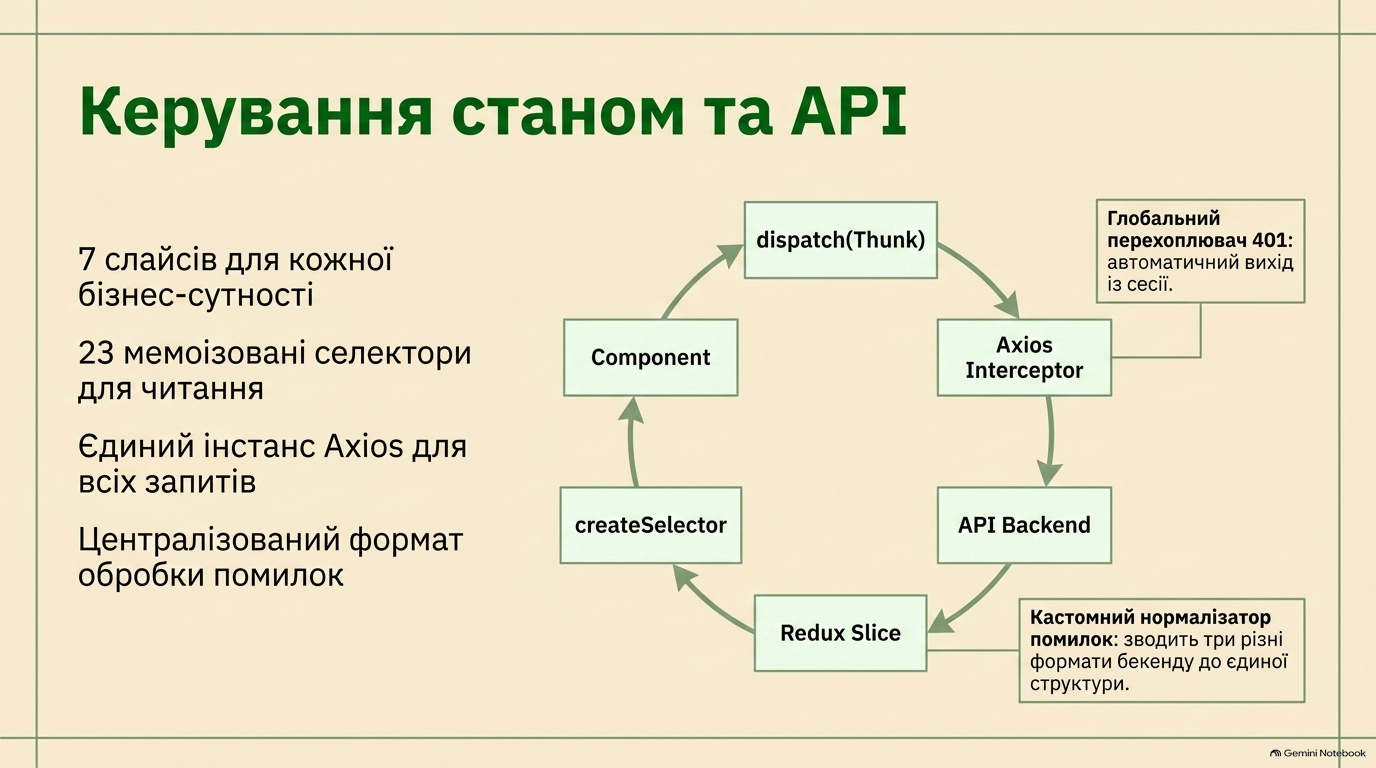 Керування станом та API
7 слайсів для кожної
бізнес-сутності
23 мемоізовані селектори
для читання
Єдиний інстанс Axios для
всіх запитів
Централізований формат
обробки помилок
dispatch(Thunk)
Глобальний
перехоплювач 401:
автоматичний вихід
із сесії.
Component
Axios
Interceptor
createSelector
API Backend
Redux Slice
Кастомний нормалізатор
помилок: зводить три різні
формати бекенду до єдиної
структури.
Gemini Notebook